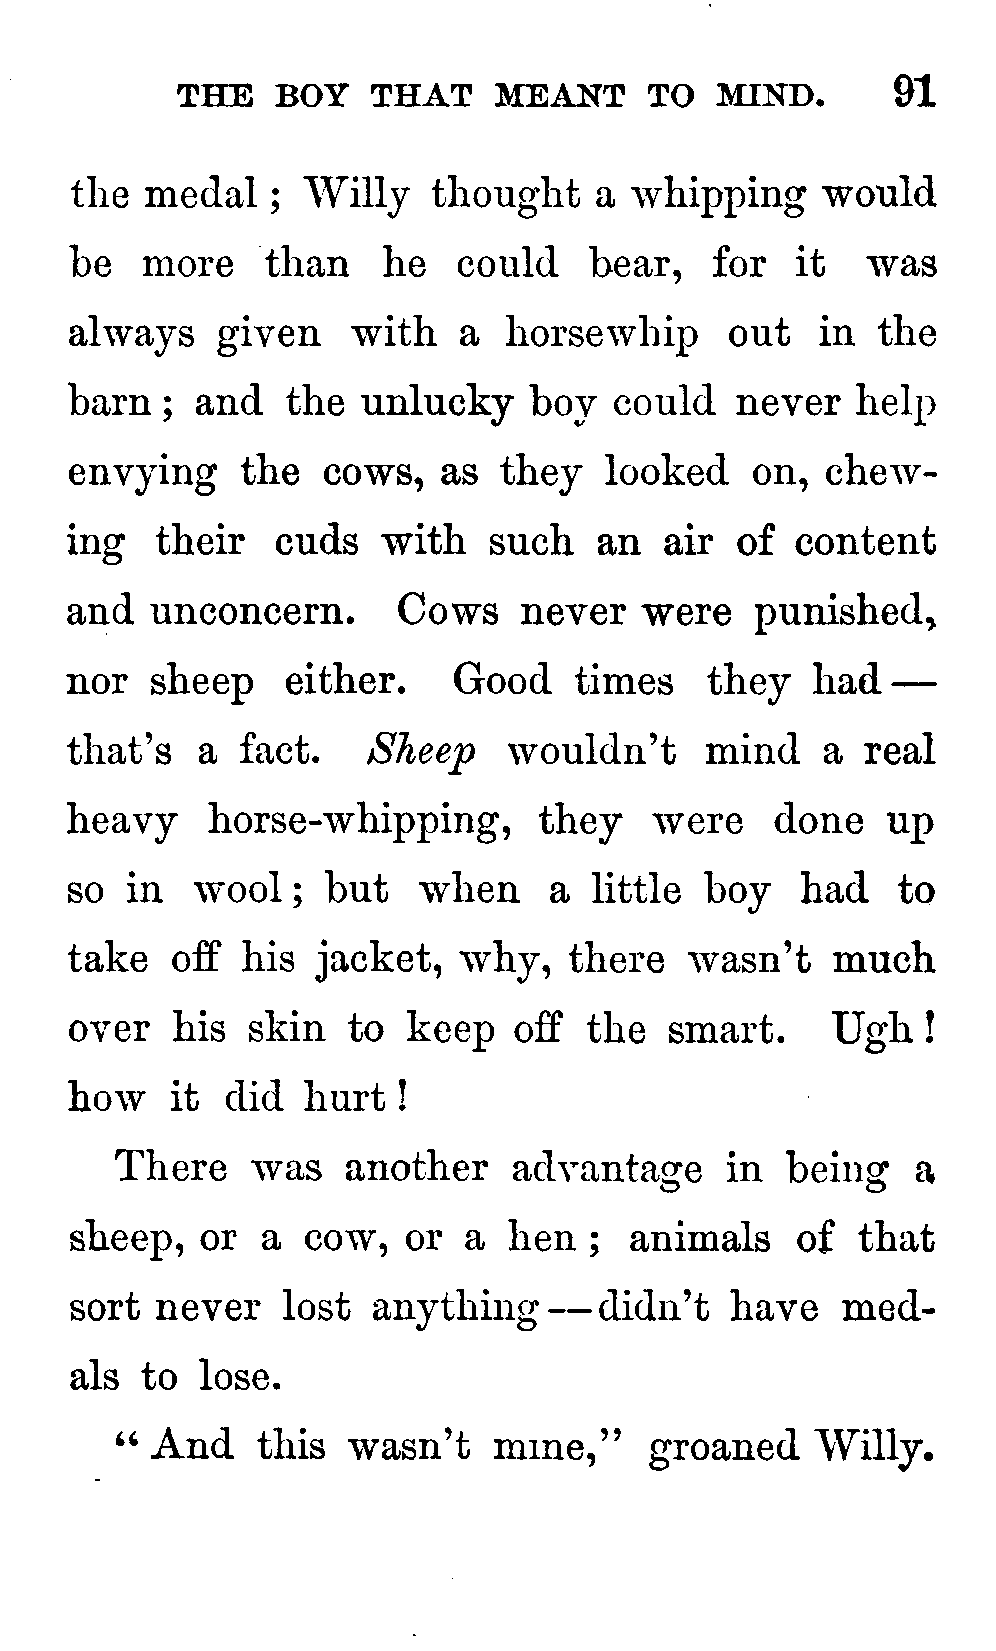 THE BOY THAT MEANT TO MIND. 91
the medal; Willy thought a whipping would
be more than he could bear, for it was
always given with a horsewhip out in the
barn; and the unlucky boy could never help
envying the cows, as they looked on, chew-
ing their cuds with such an air of content
and unconcern. Cows never were punished,
nor sheep either. Good times they had—
that's a fact. Sheep wouldn't mind a real
heavy horse-whipping, they were done up
so in wool; but when a little boy had to
take off his jacket, why, there wasn't much
over his skin to keep off the smart. Ugh!
how it did hurt!
There was another advantage in being a
sheep, or a cow, or a hen; animals of that
sort never lost anything—didn't have med-
als to lose.
"And this wasn't mine," groaned Willy.